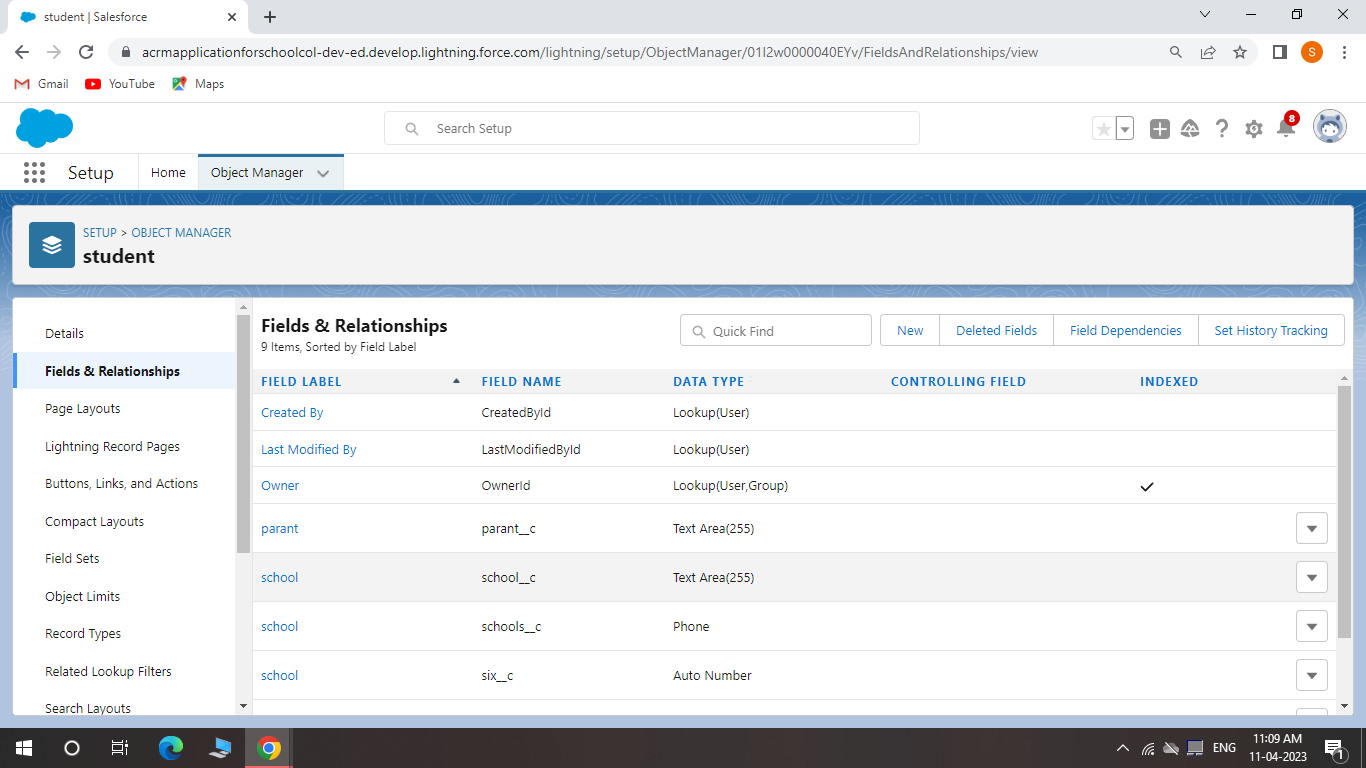 student | Salesforce
acrmapplicationforschoolcol-dev-ed.develop.lightning.force.com/lightning/setup/ObjectManager/01I2w0000040EYv/FieldsAndRelationships/view
S
Gmail YouTube Maps
Search Setup
8
Setup Home Object Manager
SETUP > OBJECT MANAGER
student
Details
Fields & Relationships
Page Layouts
Lightning Record Pages
Buttons, Links, and Actions
Compact Layouts
Field Sets
Object Limits
Record Types
Related Lookup Filters
Search Layouts
Fields & Relationships
9 Items, Sorted by Field Label
Quick Find
New Deleted Fields Field Dependencies Set History Tracking
FIELD LABEL FIELD NAME DATA TYPE CONTROLLING FIELD INDEXED
Created By CreatedById Lookup(User)
Last Modified By LastModifiedById Lookup(User)
Owner OwnerId Lookup(User,Group)
parant parant__c Text Area(255)
school school__c Text Area(255)
school schools__c Phone
school six__c Auto Number
ENG
11:09 AM
11-04-2023
1